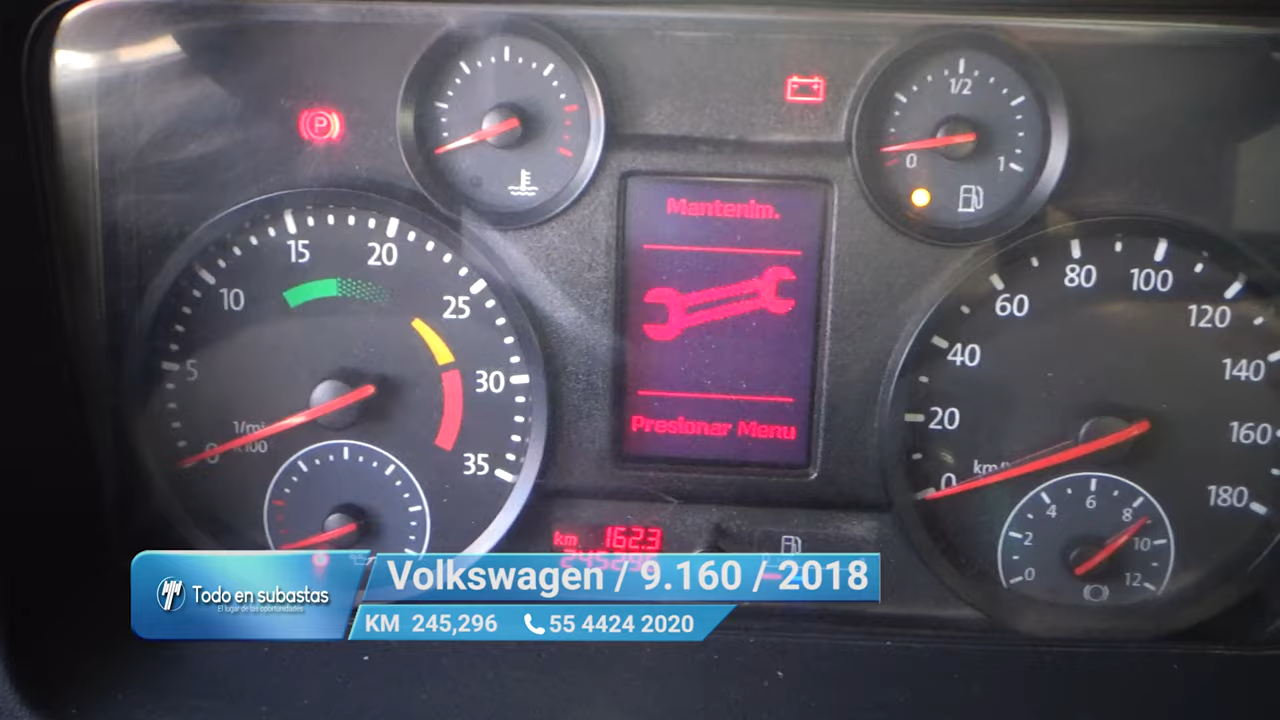 P
1/2
0
1
Mantenim.
0
5
10
15
20
25
30
35
1/min
x100
Presionar Menu
0
20
40
60
80
100
120
140
160
180
km/h
0
2
4
6
8
10
12
km 162.3
Volkswagen / 9.160 / 2018
Todo en subastas
El lugar de las oportunidades
KM 245,296
55 4424 2020